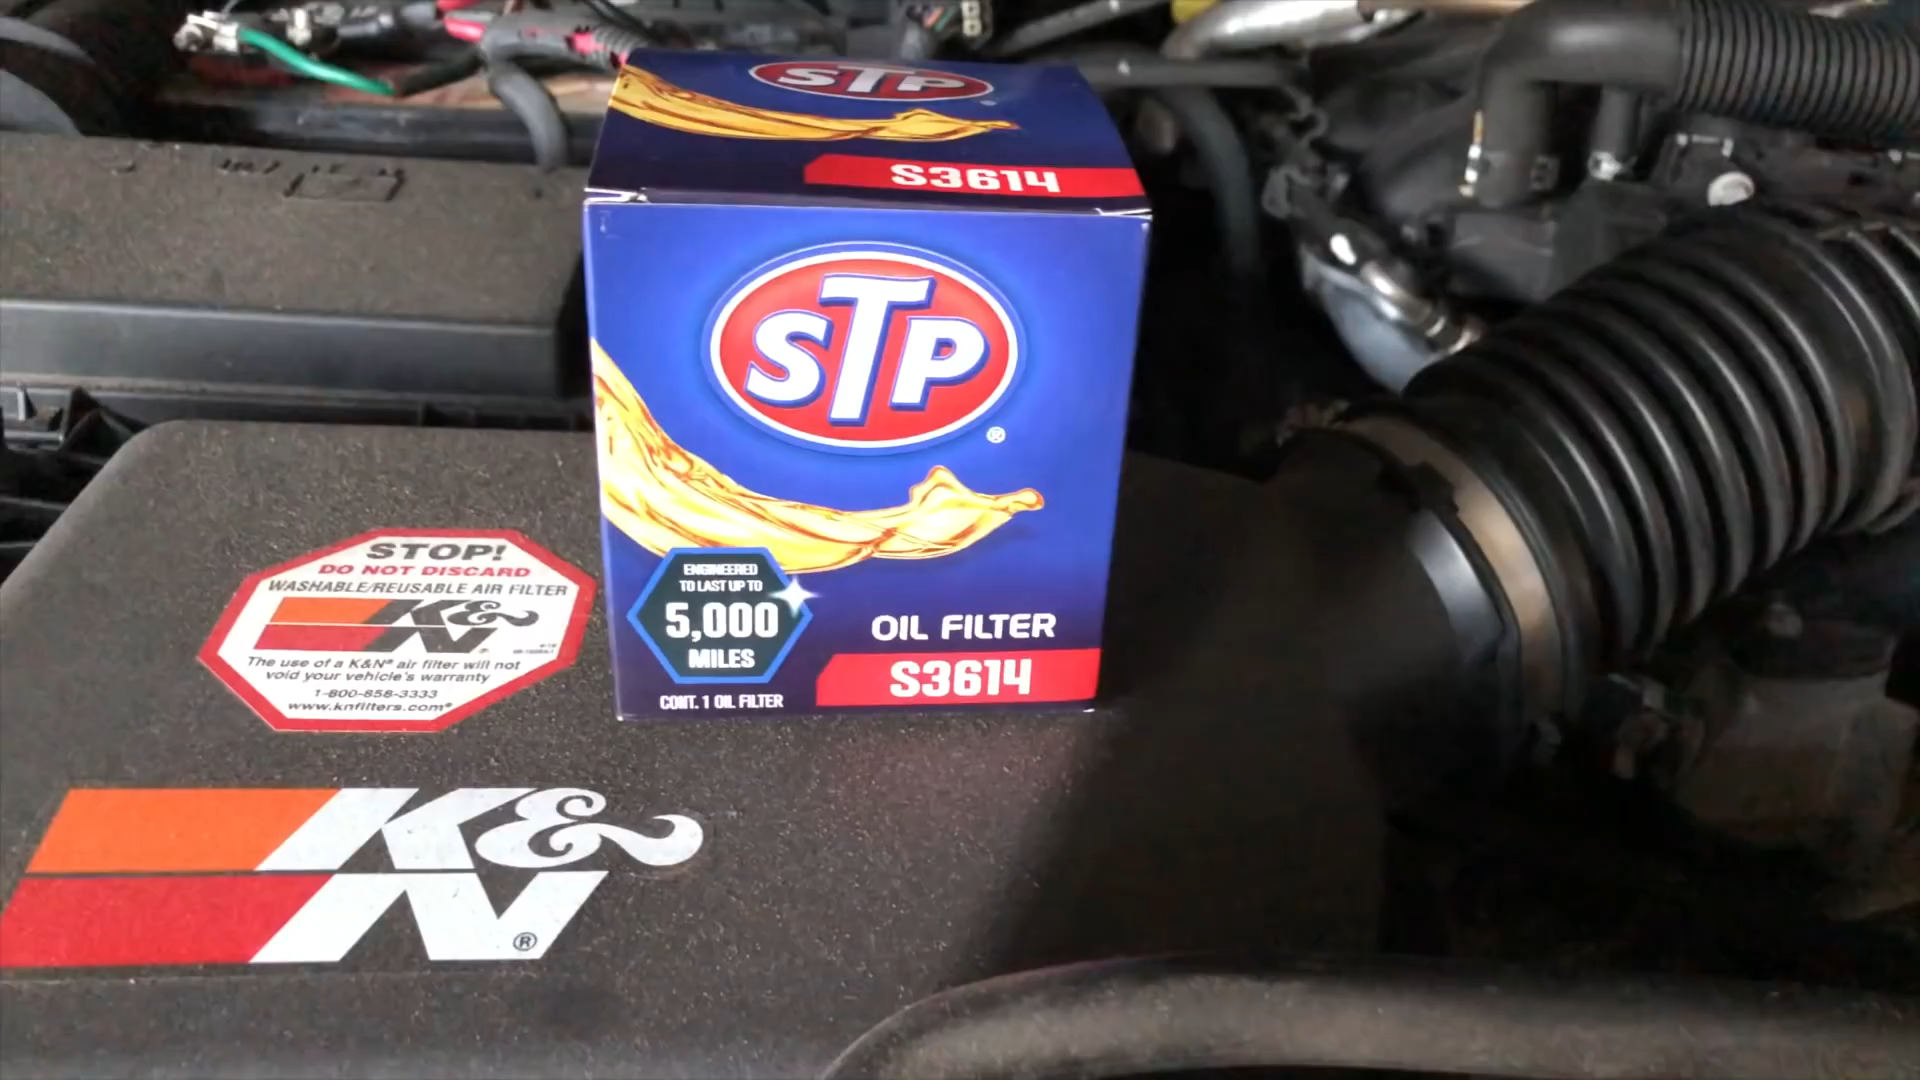 STP
S3614
STP
®
ENGINEERED
TO LAST UP TO
5,000
MILES
CONT. 1 OIL FILTER
OIL FILTER
S3614
STOP!
DO NOT DISCARD
WASHABLE/REUSABLE AIR FILTER
K&N®
The use of a K&N® air filter will not
void your vehicle's warranty
1-800-858-3333
www.knfilters.com®
K&N®